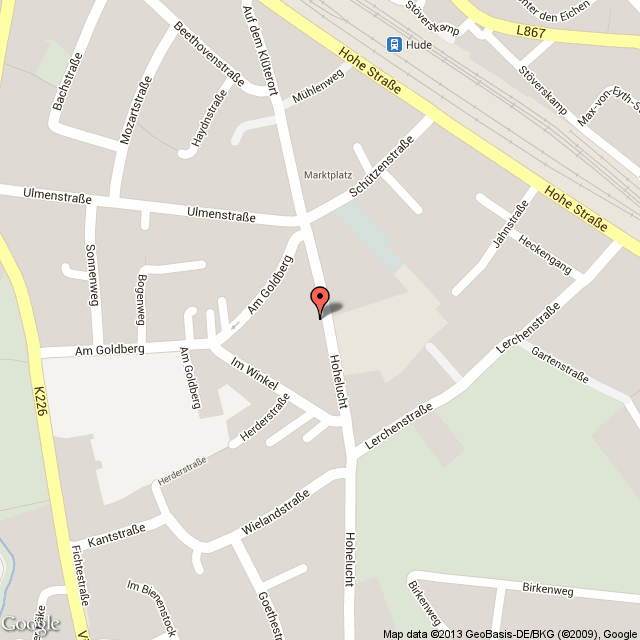 Stöverskamp
nter den Eichen
L867
Auf dem Klüterort
Hude
Beethovenstraße
Hohe Straße
Bachstraße
Mozartstraße
Haydnstraße
Mühlenweg
Stöverskamp
Max-von-Eyth-S
Marktplatz
Schützenstraße
Ulmenstraße
Ulmenstraße
Hohe Straße
Jahnstraße
Heckengang
Sonnenweg
Bogenweg
Am Goldberg
Am Goldberg
Am Goldberg
Im Winkel
Hohelucht
Lerchenstraße
Gartenstraße
K226
Herderstraße
Lerchenstraße
Herderstraße
Wielandstraße
Kantstraße
Hohelucht
Fichtestraße
Im Bienenstock
Goethestr
Birkenweg
Birkenweg
Google
Map data ©2013 GeoBasis-DE/BKG (©2009), Google